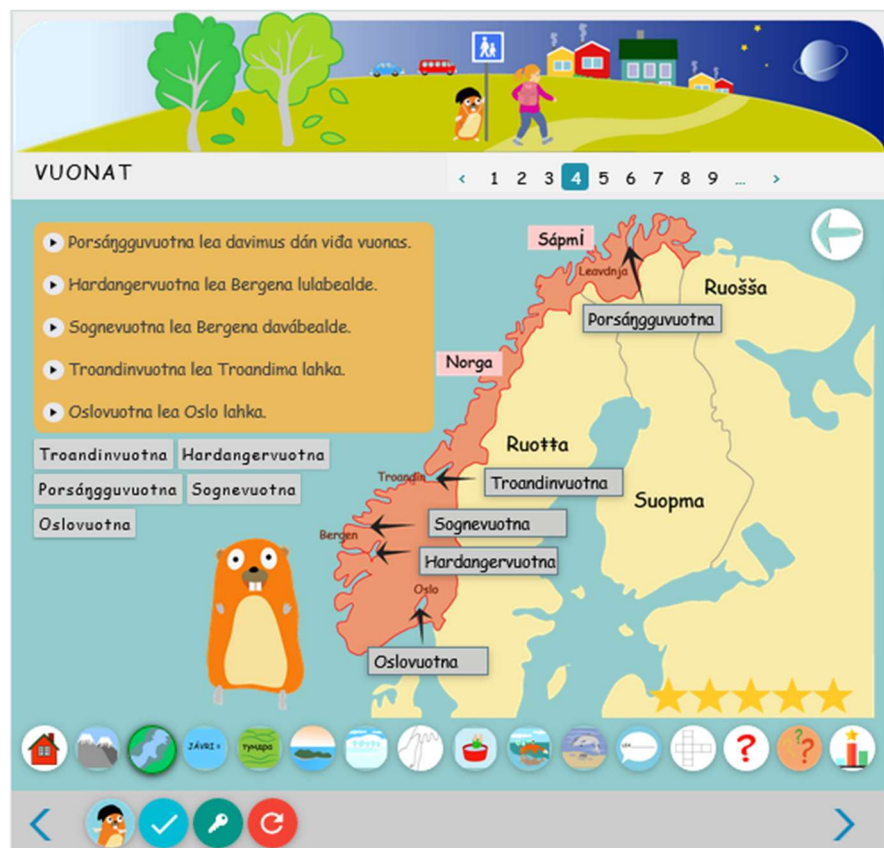 VUONAT
‹ 1 2 3 4 5 6 7 8 9 ... ›
Porsáŋgguvuotna lea davimus dán viđa vuonas.
Hardangervuotna lea Bergena lulabealde.
Sognevuotna lea Bergena davábealde.
Troandinvuotna lea Troandima lahka.
Oslovuotna lea Oslo lahka.
Troandinvuotna Hardangervuotna
Porsáŋgguvuotna Sognevuotna
Oslovuotna
Sápmi
Leavdnja
Ruošša
Porsáŋgguvuotna
Norga
Ruoŧŧa
Troandin
Troandinvuotna
Suopma
Sognevuotna
Bergen
Hardangervuotna
Oslo
Oslovuotna
JÁVRI =
ТУНДРА
?
? ? ?